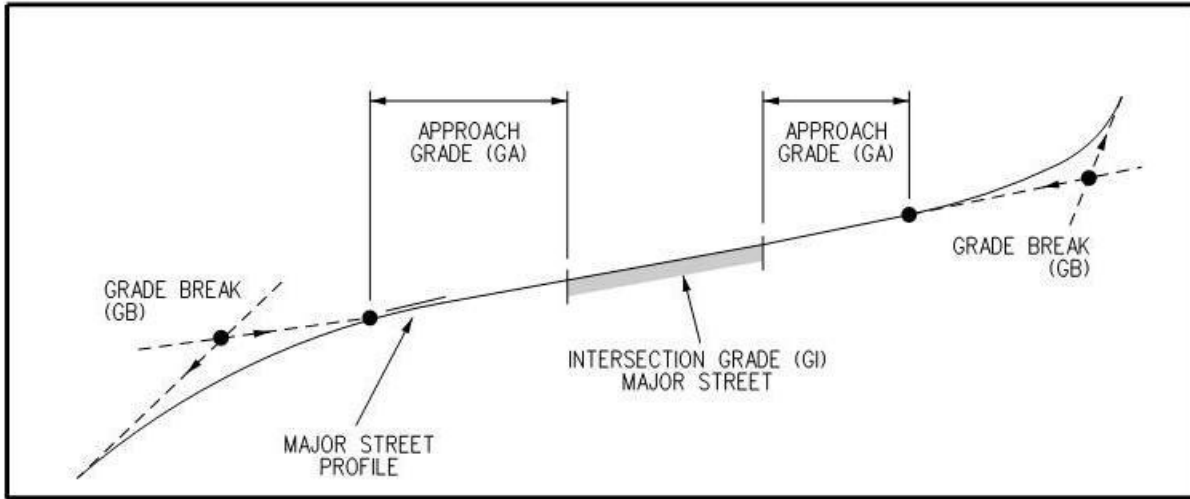 APPROACH
GRADE (GA)
APPROACH
GRADE (GA)
GRADE BREAK
(GB)
GRADE BREAK
(GB)
INTERSECTION GRADE (GI)
MAJOR STREET
MAJOR STREET
PROFILE